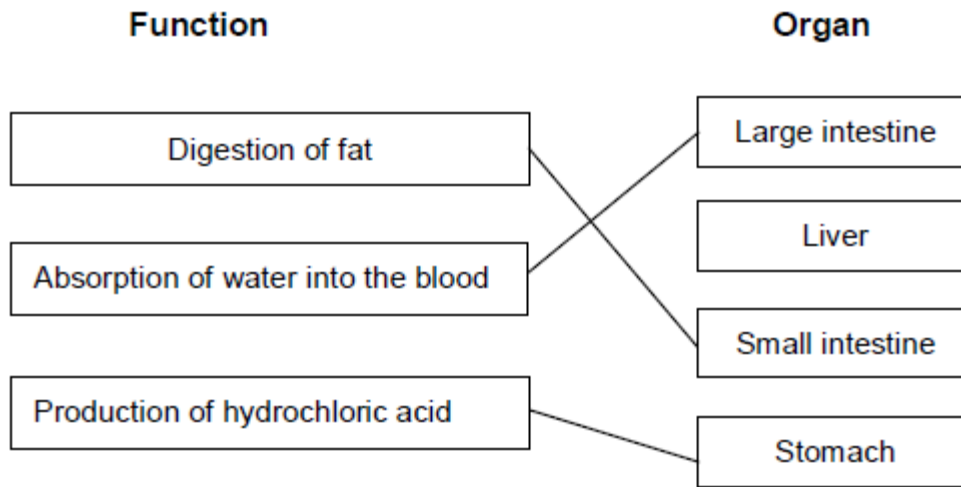 Function
Organ
Digestion of fat
Large intestine
Absorption of water into the blood
Liver
Small intestine
Production of hydrochloric acid
Stomach